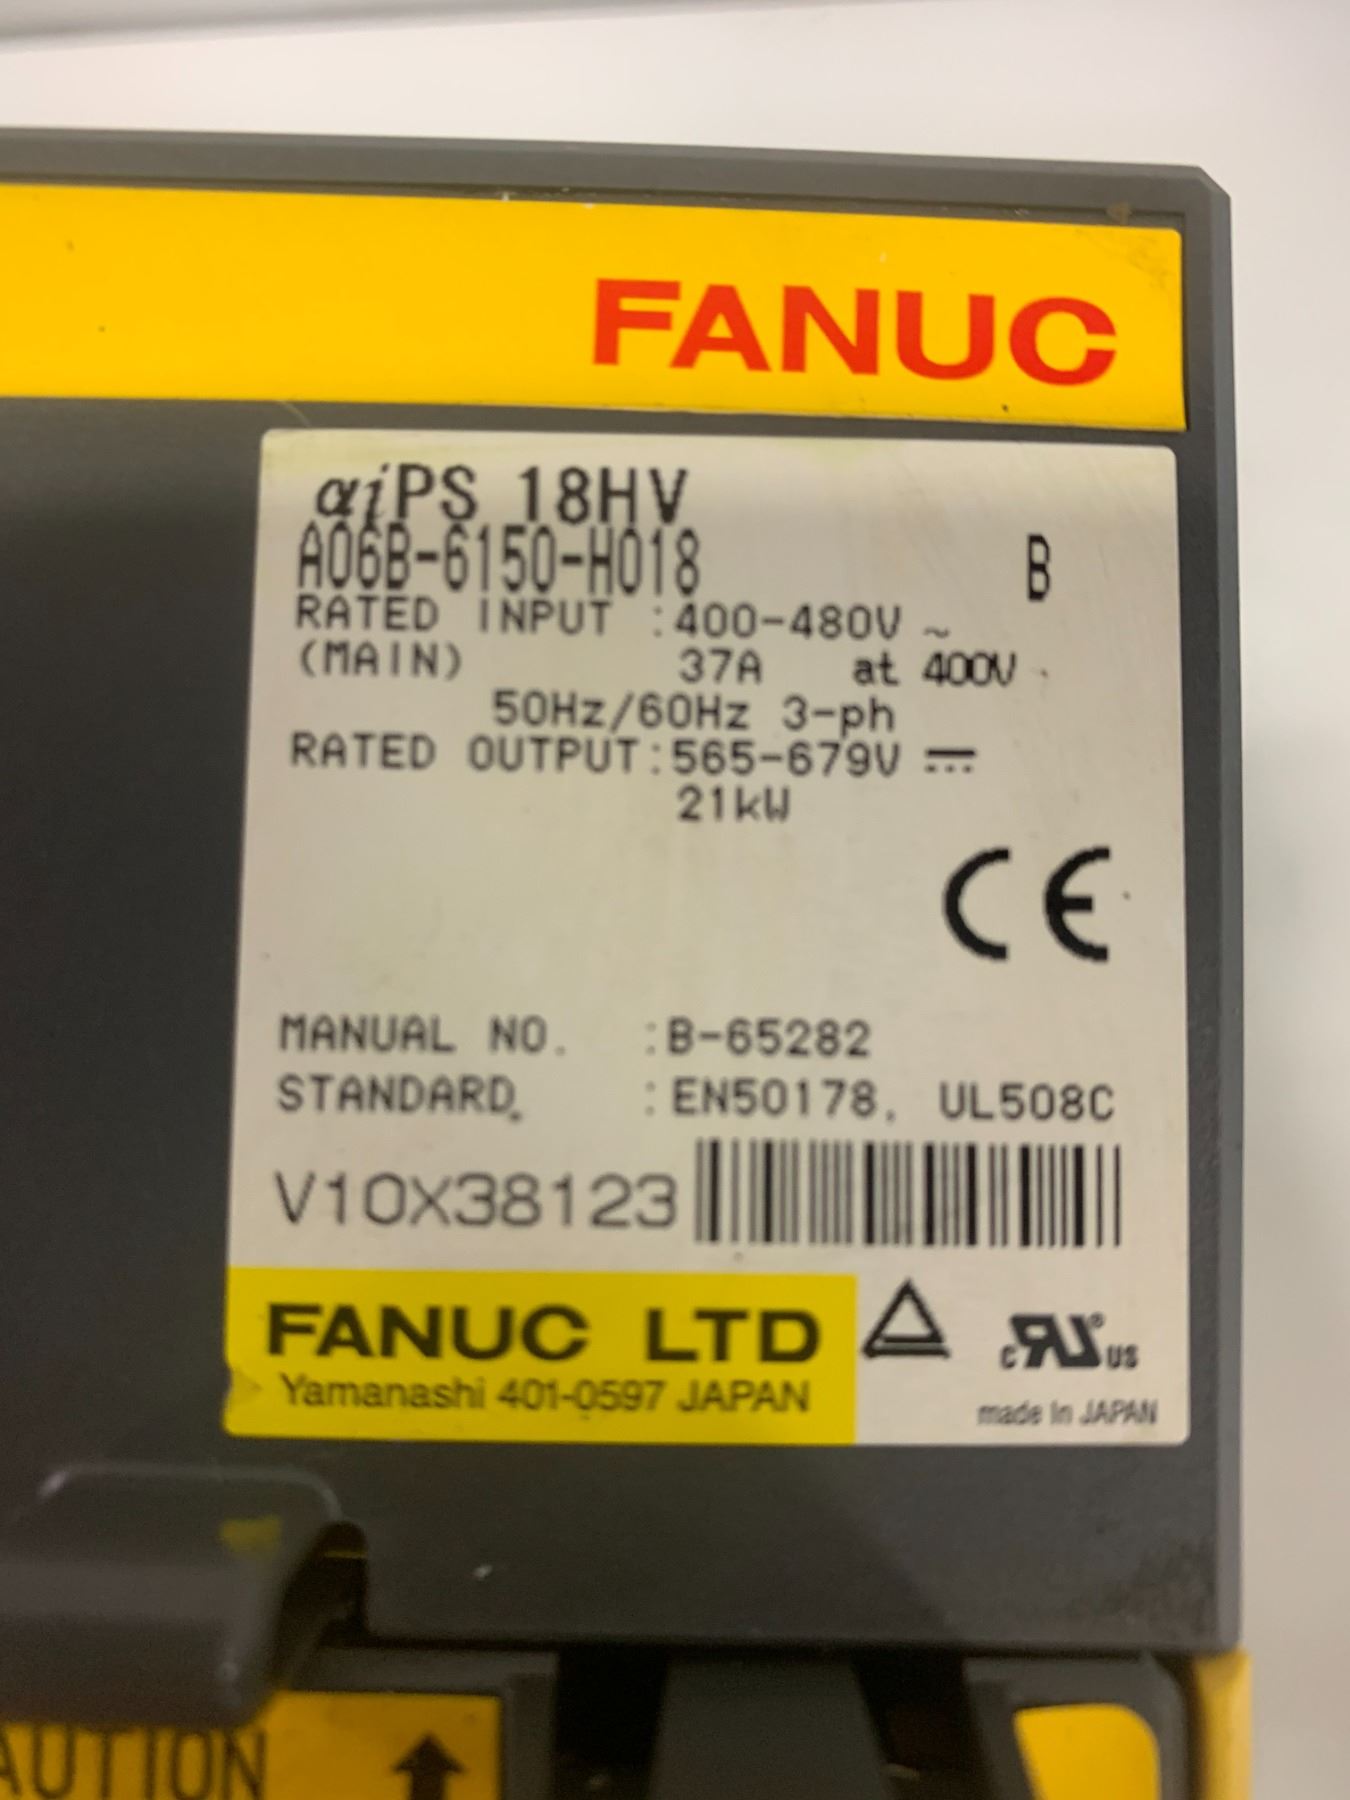 FANUC
αiPS 18HV
A06B-6150-H018 B
RATED INPUT :400-480V ~
(MAIN) 37A at 400V
50Hz/60Hz 3-ph
RATED OUTPUT:565-679V ⎓
21kW
CE
MANUAL NO. :B-65282
STANDARD. :EN50178, UL508C
V10X38123
FANUC LTD
Yamanashi 401-0597 JAPAN
c RU ® US
made in JAPAN
AUTION